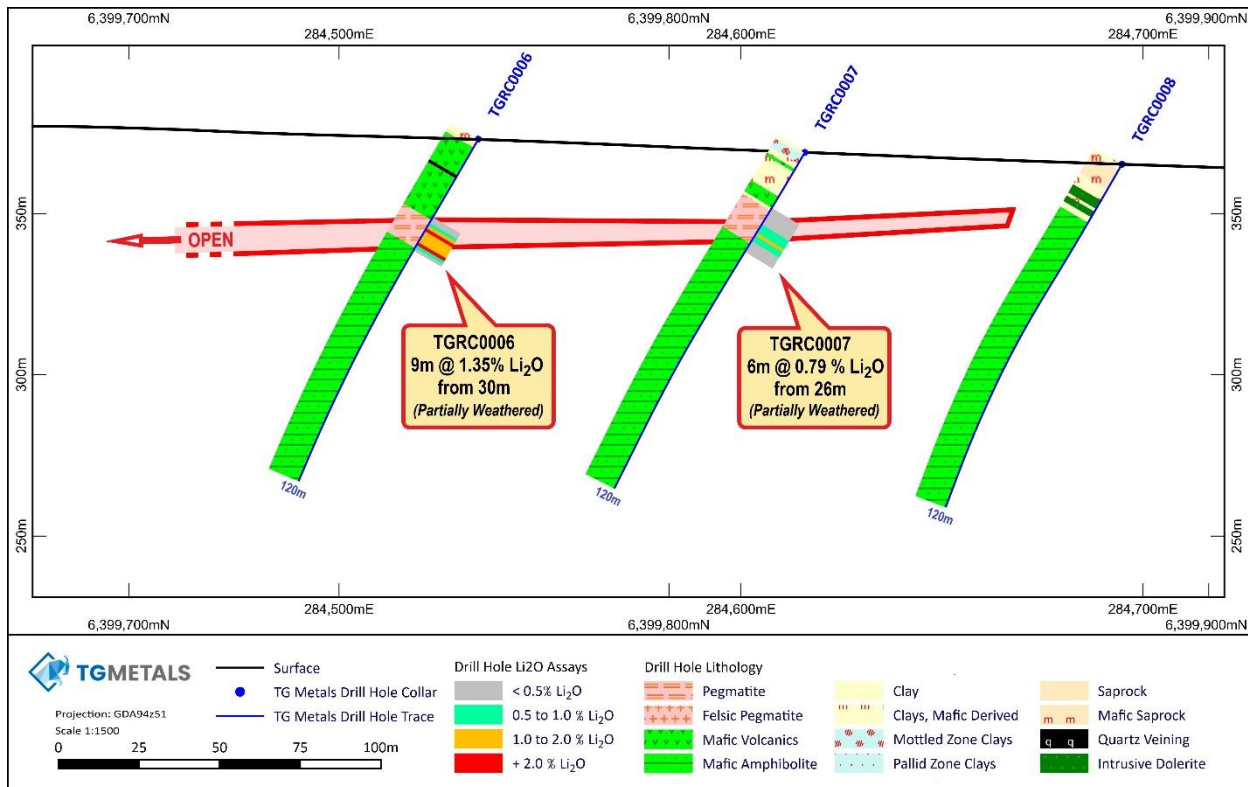 6,399,700mN 6,399,800mN 6,399,900mN
284,500mE 284,600mE 284,700mE
TGRC0006
TGRC0007
TGRC0008
350m 350m
OPEN
TGRC0006
9m @ 1.35% Li2O
from 30m
(Partially Weathered)
TGRC0007
6m @ 0.79 % Li2O
from 26m
(Partially Weathered)
300m 300m
120m
120m
120m
250m 250m
284,500mE 284,600mE 284,700mE
6,399,700mN 6,399,800mN 6,399,900mN
TGMETALS
Projection: GDA94z51
Scale 1:1500
0 25 50 75 100m
Surface
TG Metals Drill Hole Collar
TG Metals Drill Hole Trace
Drill Hole Li2O Assays
< 0.5% Li2O
0.5 to 1.0 % Li2O
1.0 to 2.0 % Li2O
+ 2.0 % Li2O
Drill Hole Lithology
Pegmatite
Felsic Pegmatite
Mafic Volcanics
Mafic Amphibolite
Clay
Clays, Mafic Derived
Mottled Zone Clays
Pallid Zone Clays
Saprock
m m Mafic Saprock
q q Quartz Veining
Intrusive Dolerite